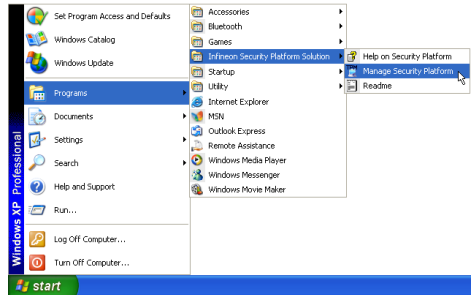 Set Program Access and Defaults
Windows Catalog
Windows Update
Programs
Documents
Settings
Search
Help and Support
Run...
Log Off Computer...
Turn Off Computer...
Windows XP Professional
start
Accessories
Bluetooth
Games
Infineon Security Platform Solution
Startup
Utility
Internet Explorer
MSN
Outlook Express
Remote Assistance
Windows Media Player
Windows Messenger
Windows Movie Maker
Help on Security Platform
Manage Security Platform
Readme